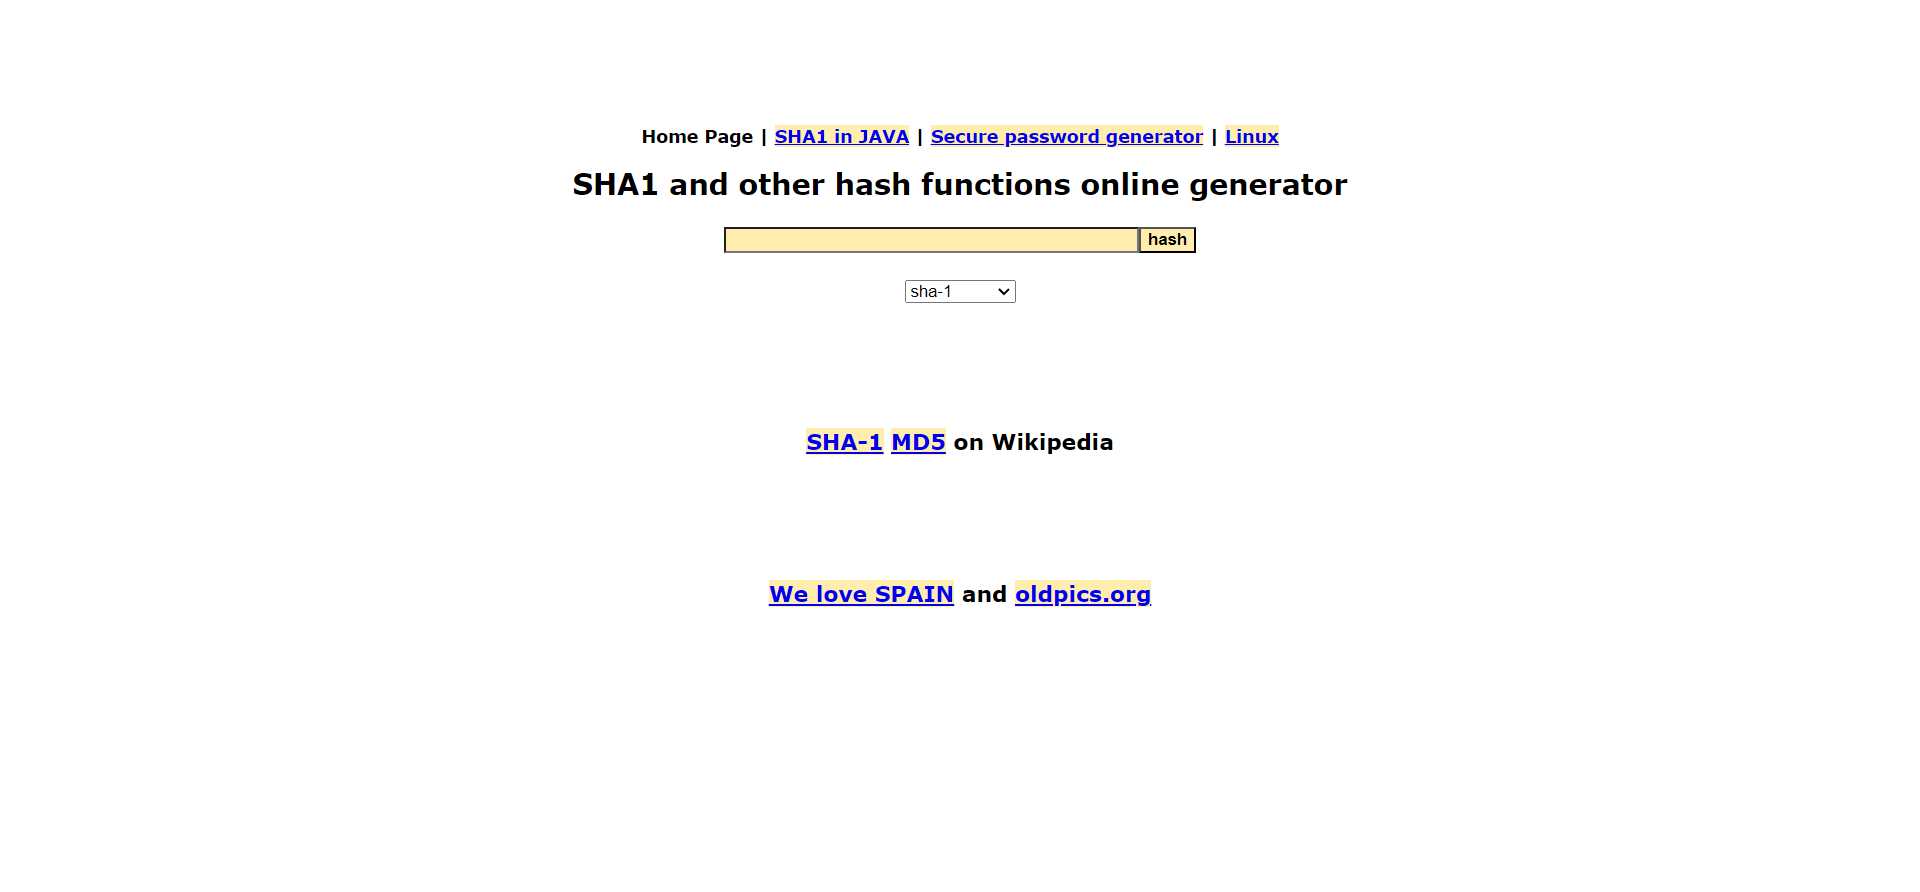 Home Page | SHA1 in JAVA | Secure password generator | Linux
SHA1 and other hash functions online generator
hash
sha-1
SHA-1 MD5 on Wikipedia
We love SPAIN and oldpics.org